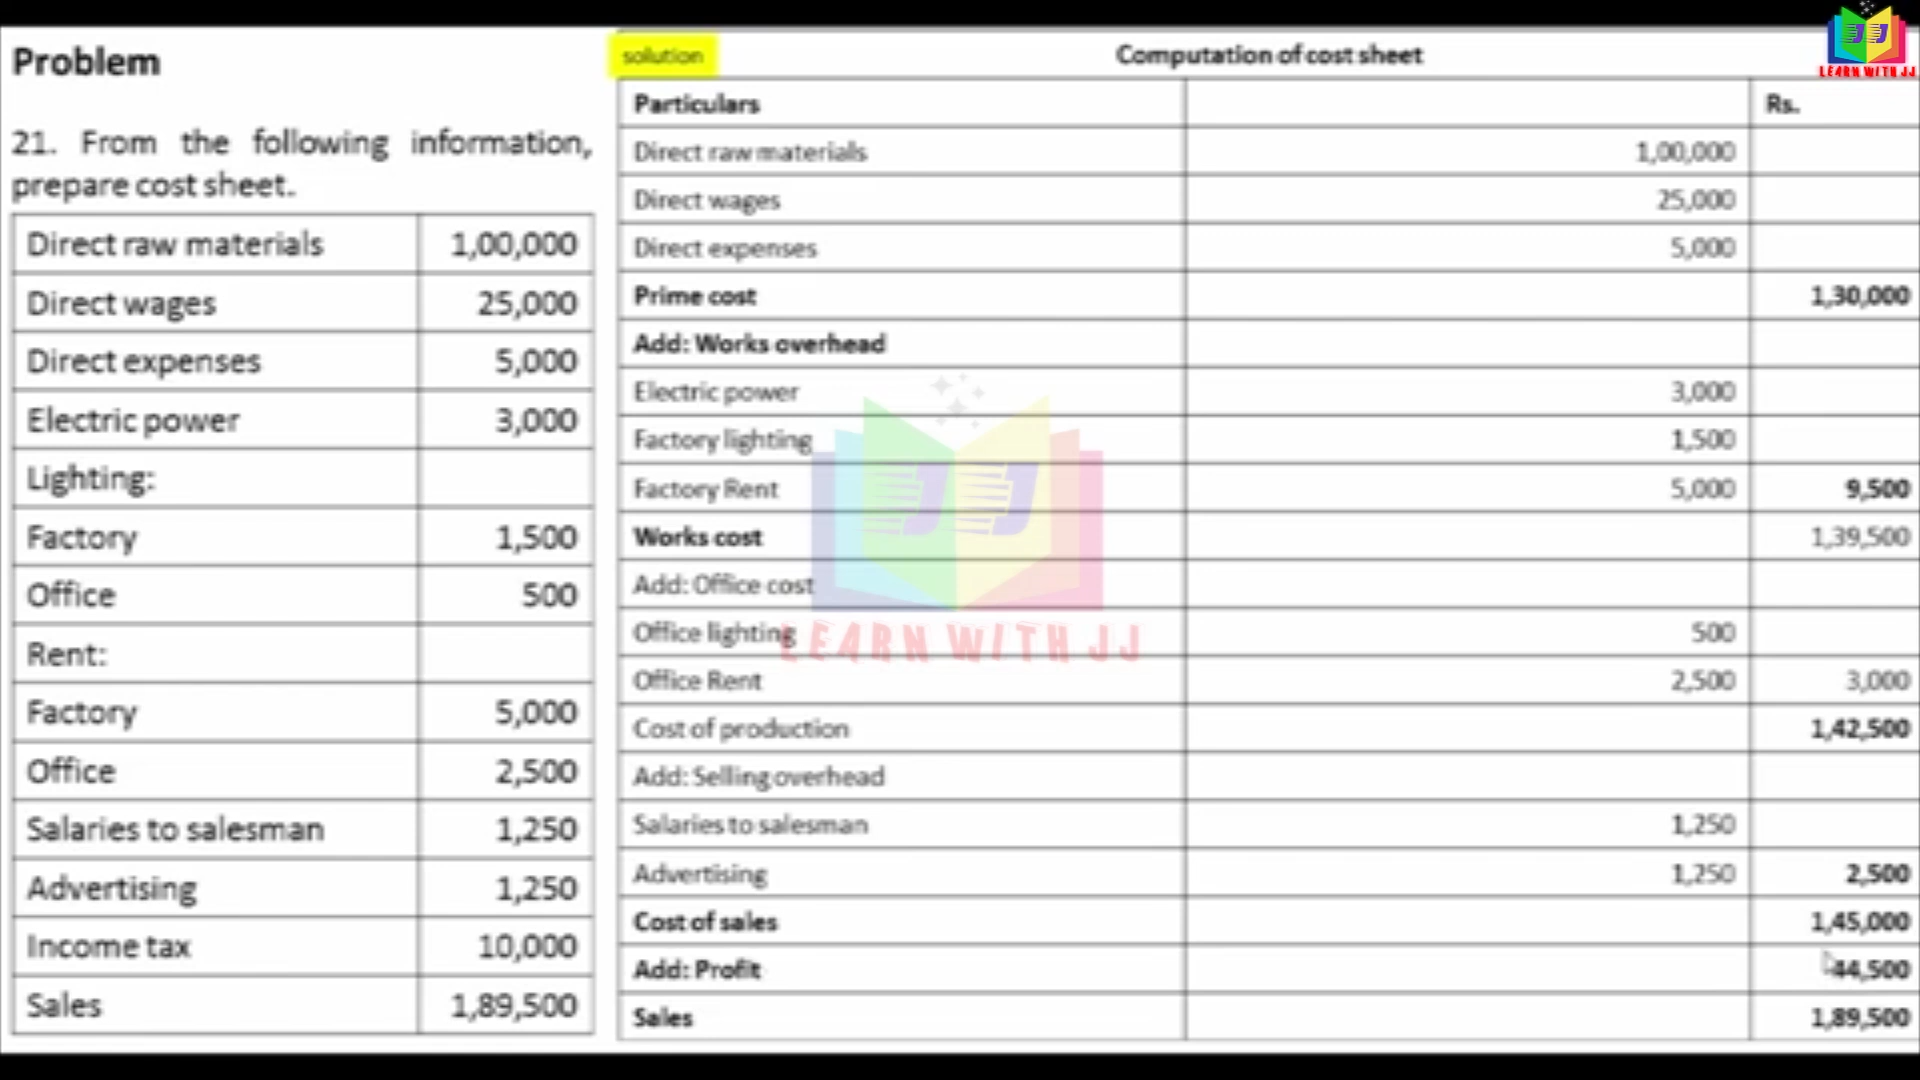 Problem
21. From the following information,
prepare cost sheet.
Direct raw materials 1,00,000
Direct wages 25,000
Direct expenses 5,000
Electric power 3,000
Lighting:
Factory 1,500
Office 500
Rent:
Factory 5,000
Office 2,500
Salaries to salesman 1,250
Advertising 1,250
Income tax 10,000
Sales 1,89,500
solution Computation of cost sheet
Particulars Rs.
Direct raw materials 1,00,000
Direct wages 25,000
Direct expenses 5,000
Prime cost 1,30,000
Add: Works overhead
Electric power 3,000
Factory lighting 1,500
Factory Rent 5,000 9,500
Works cost 1,39,500
Add: Office cost
Office lighting 500
Office Rent 2,500 3,000
Cost of production 1,42,500
Add: Selling overhead
Salaries to salesman 1,250
Advertising 1,250 2,500
Cost of sales 1,45,000
Add: Profit 44,500
Sales 1,89,500
JJ
LEARN WITH JJ
JJ
LEARN WITH JJ